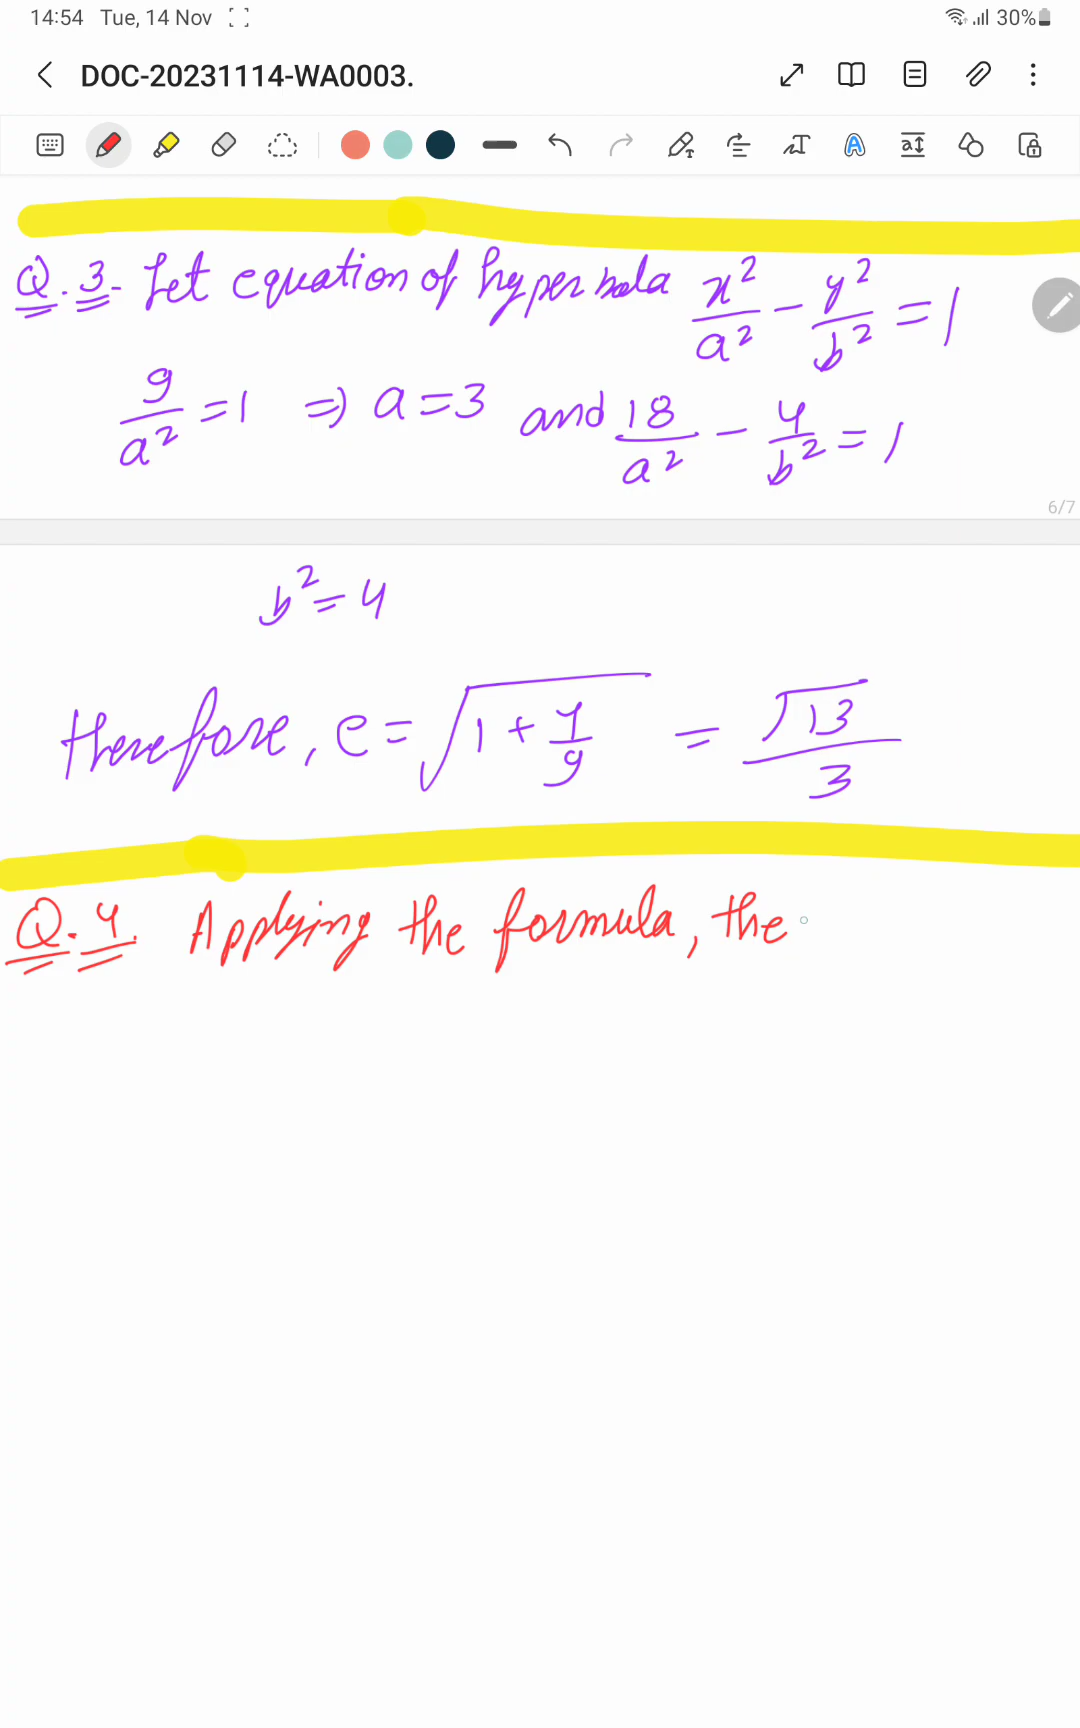 14:54 Tue, 14 Nov 30%
DOC-20231114-WA0003.
Q.3. Let equation of hyperbola x²/a² - y²/b² = 1
9/a² = 1 ⇒ a = 3 and 18/a² - 4/b² = 1
6/7
b² = 4
therefore, e = √(1 + 4/9) = √13/3
Q.4. Applying the formula, the